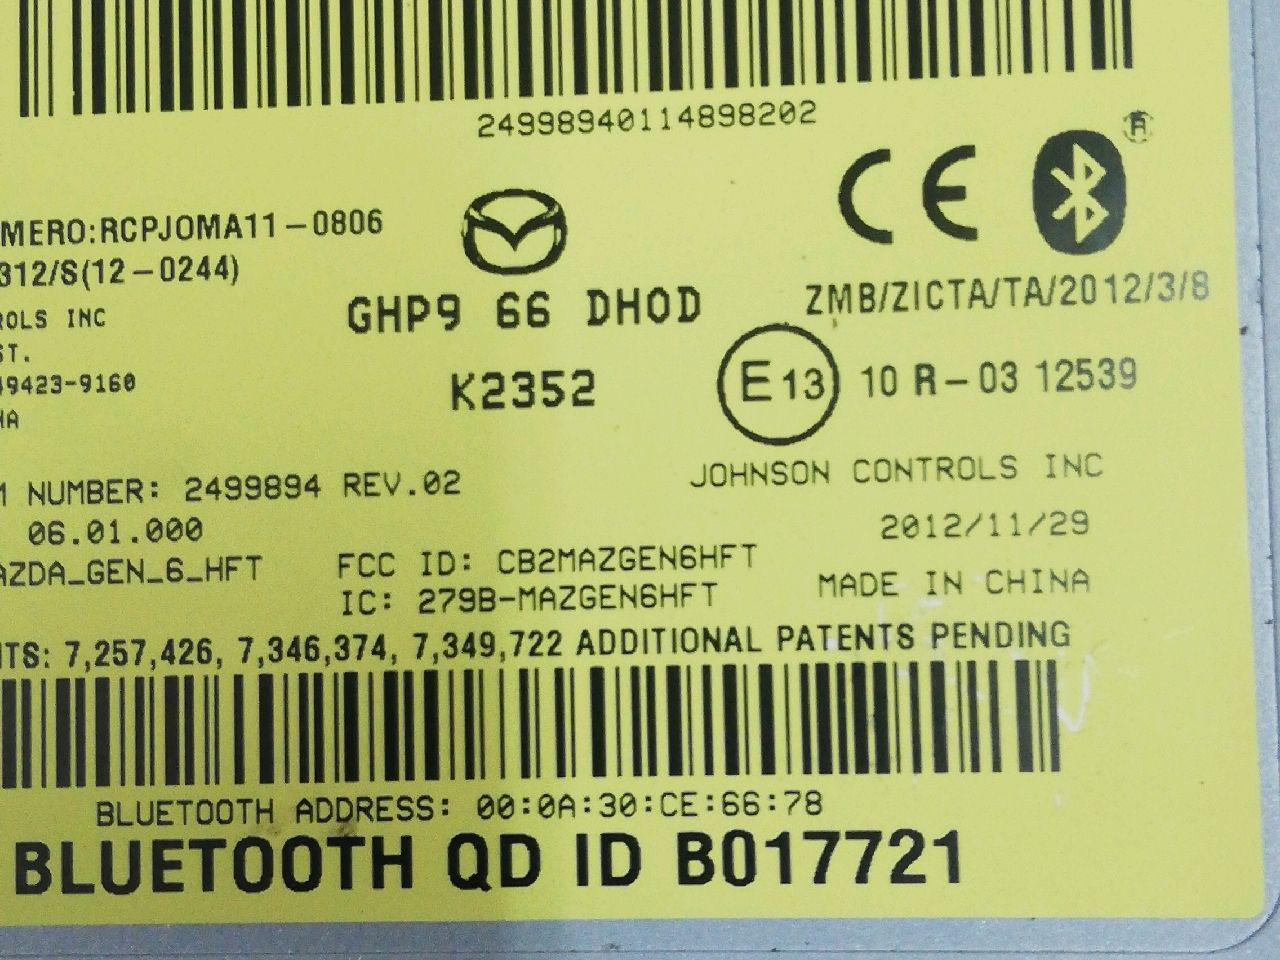 24998940114898202
MERO:RCPJOMA11-0806
312/S(12-0244)
CE
R
GHP9 66 DH0D
ZMB/ZICTA/TA/2012/3/8
ROLS INC
ST.
49423-9160
K2352
E13 10 R-03 12539
NUMBER: 2499894 REV.02
JOHNSON CONTROLS INC
06.01.000
2012/11/29
AZDA_GEN_6_HFT
FCC ID: CB2MAZGEN6HFT
IC: 279B-MAZGEN6HFT
MADE IN CHINA
NTS: 7,257,426, 7,346,374, 7,349,722 ADDITIONAL PATENTS PENDING
BLUETOOTH ADDRESS: 00:0A:30:CE:66:78
BLUETOOTH QD ID B017721